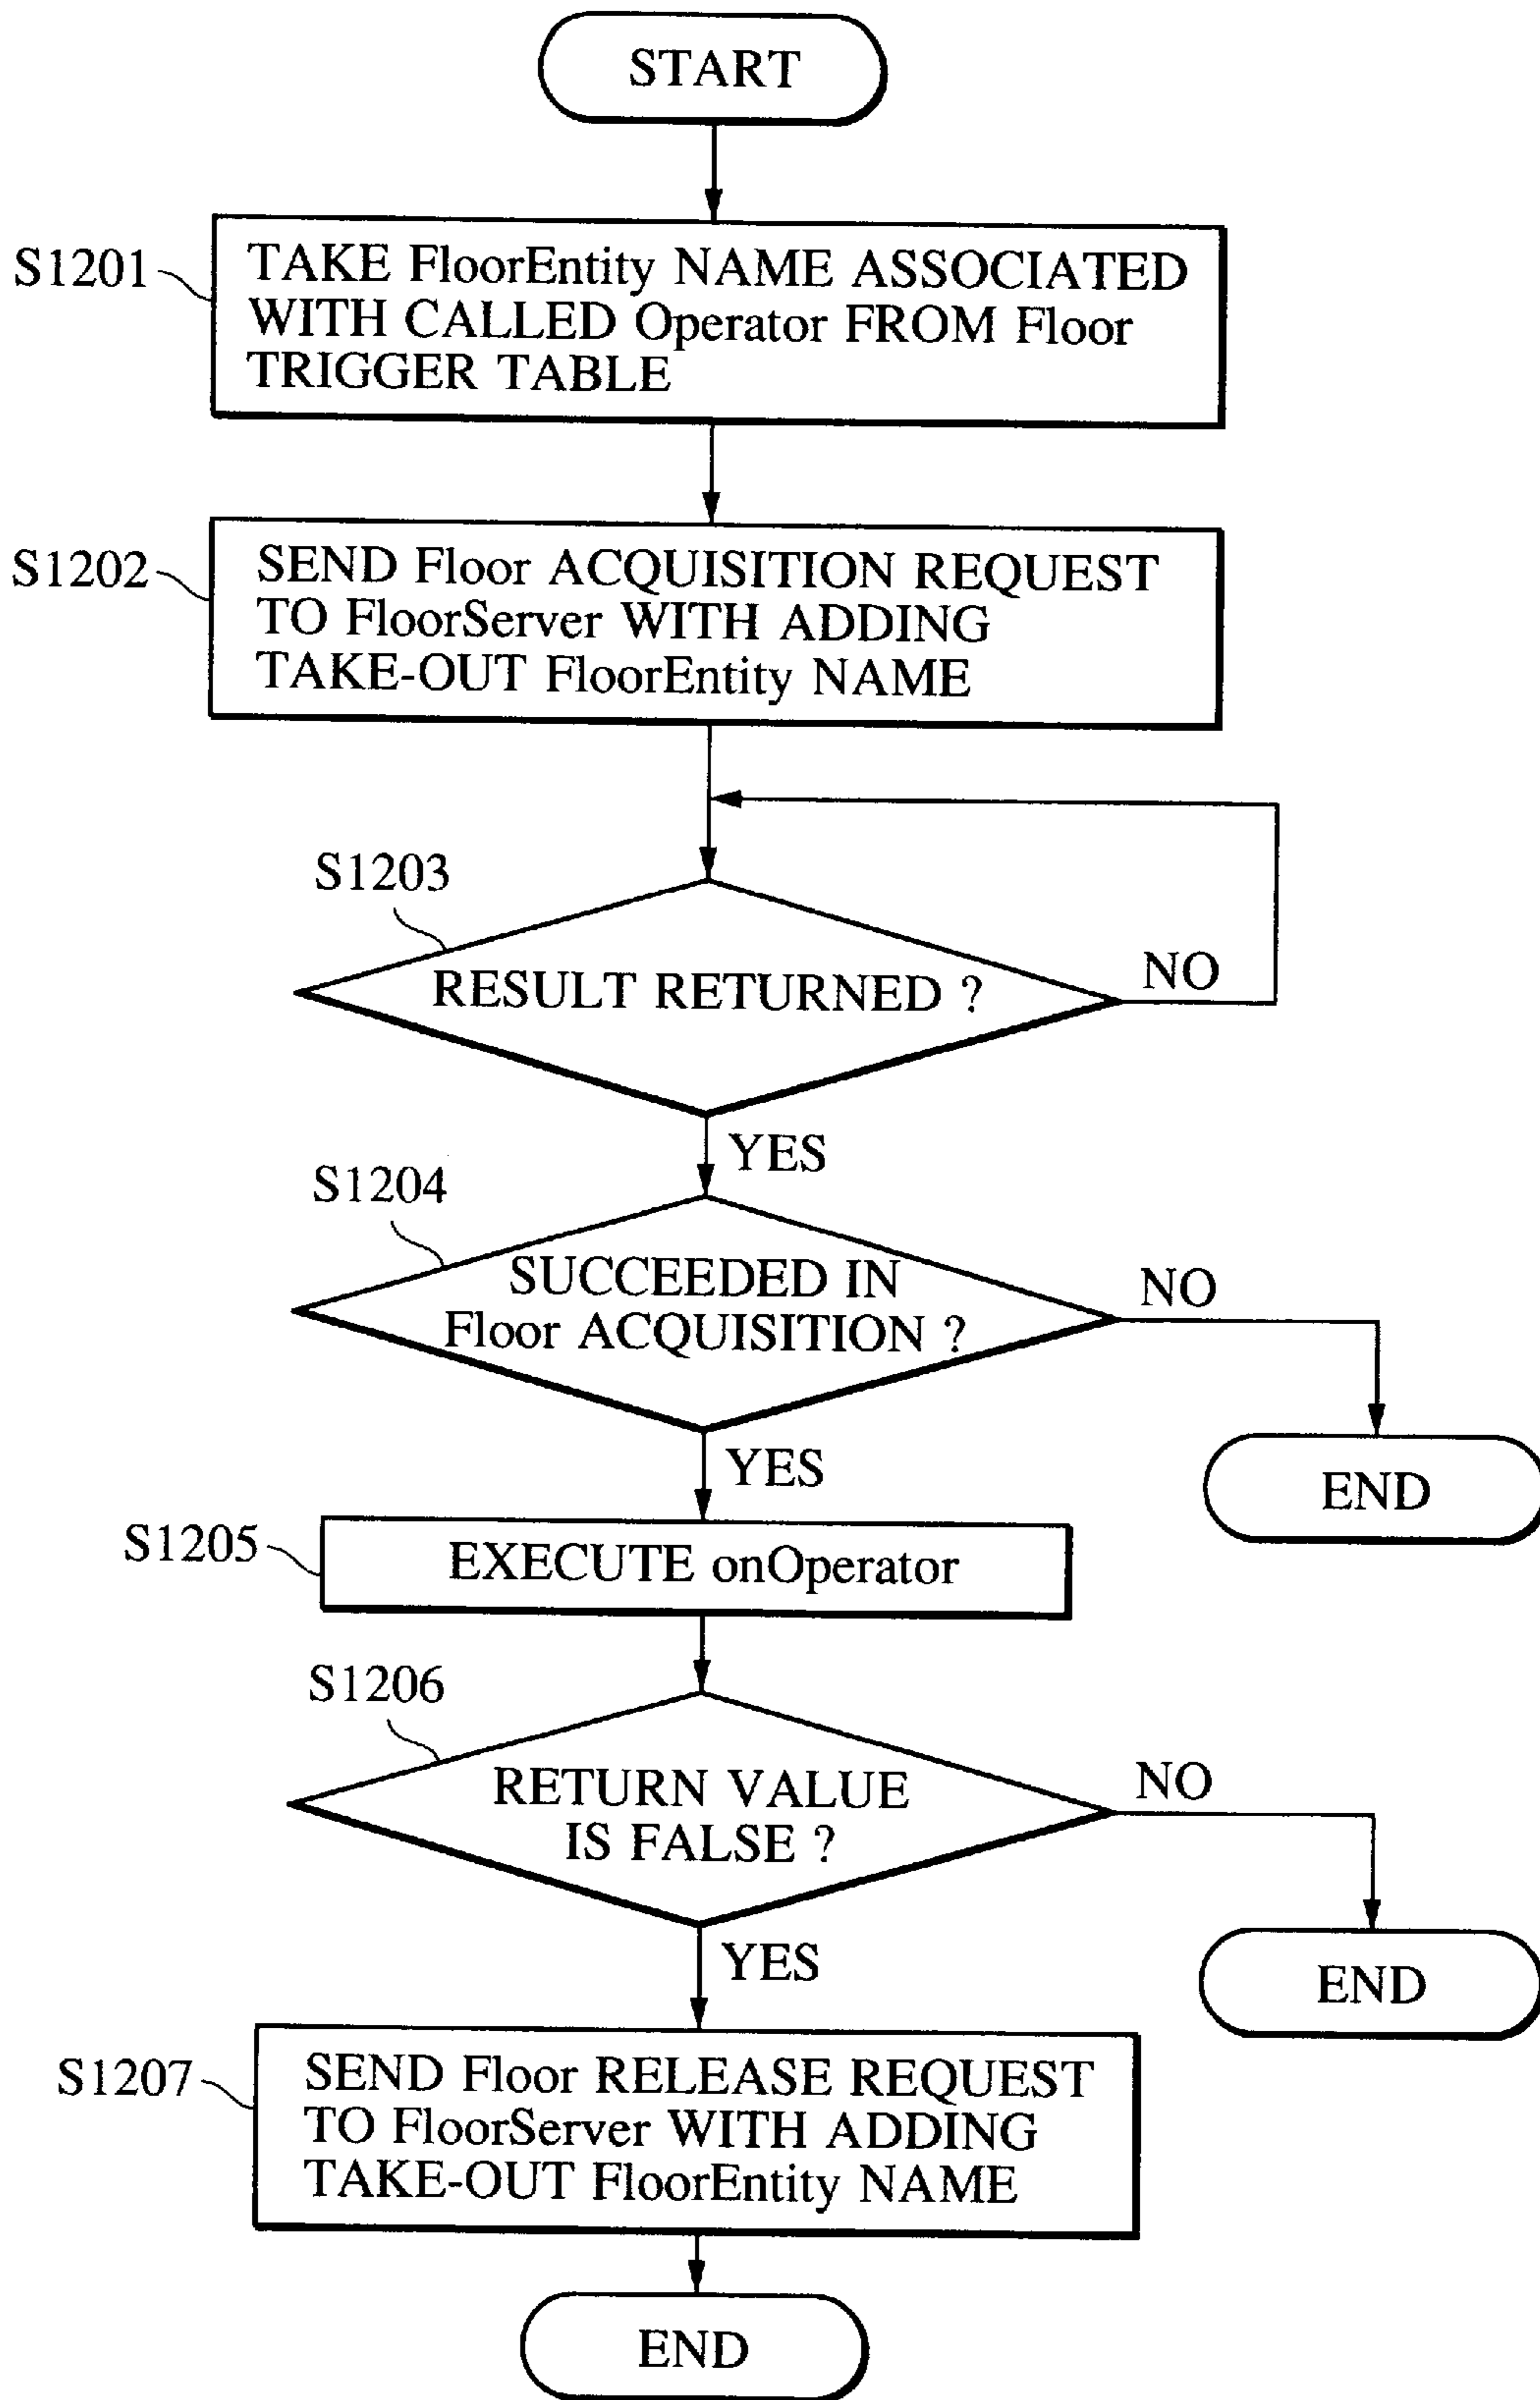 START
S1201
TAKE FloorEntity NAME ASSOCIATED
WITH CALLED Operator FROM Floor
TRIGGER TABLE
S1202
SEND Floor ACQUISITION REQUEST
TO FloorServer WITH ADDING
TAKE-OUT FloorEntity NAME
S1203
RESULT RETURNED ?
NO
YES
S1204
SUCCEEDED IN
Floor ACQUISITION ?
NO
END
YES
S1205
EXECUTE onOperator
S1206
RETURN VALUE
IS FALSE ?
NO
END
YES
S1207
SEND Floor RELEASE REQUEST
TO FloorServer WITH ADDING
TAKE-OUT FloorEntity NAME
END